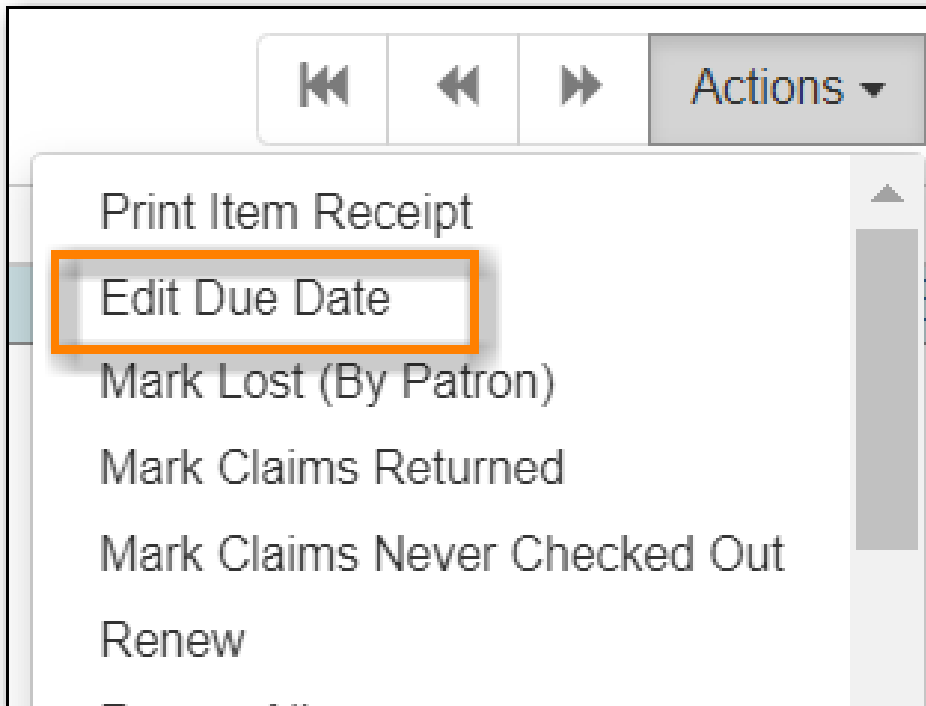 Actions
Print Item Receipt
Edit Due Date
Mark Lost (By Patron)
Mark Claims Returned
Mark Claims Never Checked Out
Renew